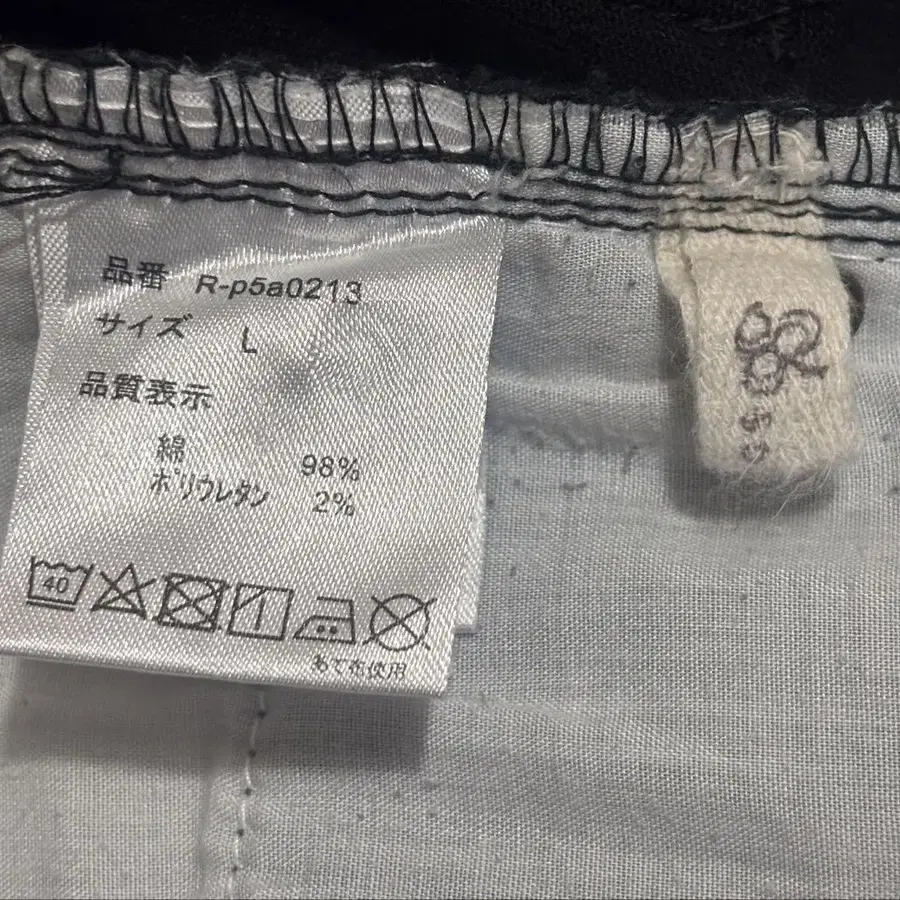 品番 R-p5a0213
サイズ L
品質表示
綿 98%
ポリウレタン 2%
40
あて布使用
55